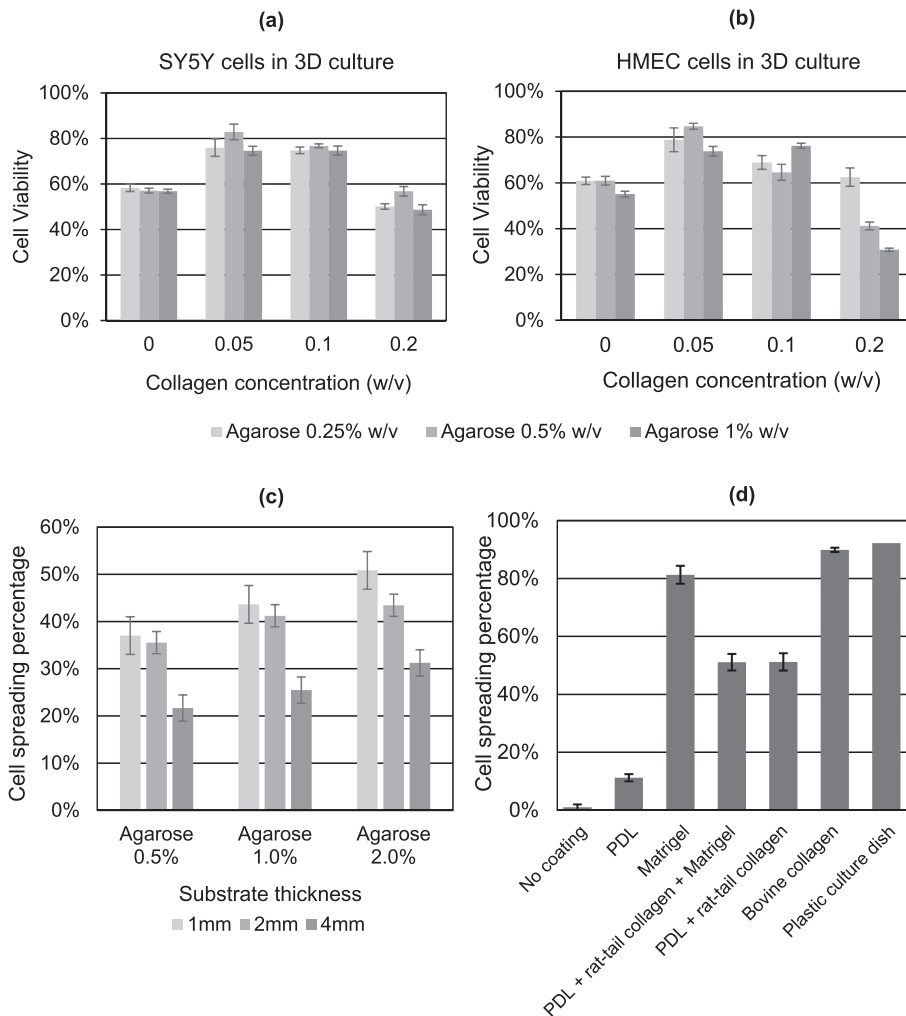 (a)
SY5Y cells in 3D culture
100%
80%
60%
40%
20%
0%
Cell Viability
0 0.05 0.1 0.2
Collagen concentration (w/v)
(b)
HMEC cells in 3D culture
100%
80%
60%
40%
20%
0%
Cell Viability
0 0.05 0.1 0.2
Collagen concentration (w/v)
Agarose 0.25% w/v Agarose 0.5% w/v Agarose 1% w/v
(c)
60%
50%
40%
30%
20%
10%
0%
Cell spreading percentage
Agarose Agarose Agarose
0.5% 1.0% 2.0%
Substrate thickness
1mm 2mm 4mm
(d)
100%
80%
60%
40%
20%
0%
Cell spreading percentage
No coating
PDL
Matrigel
PDL + rat-tail collagen + Matrigel
PDL + rat-tail collagen
Bovine collagen
Plastic culture dish